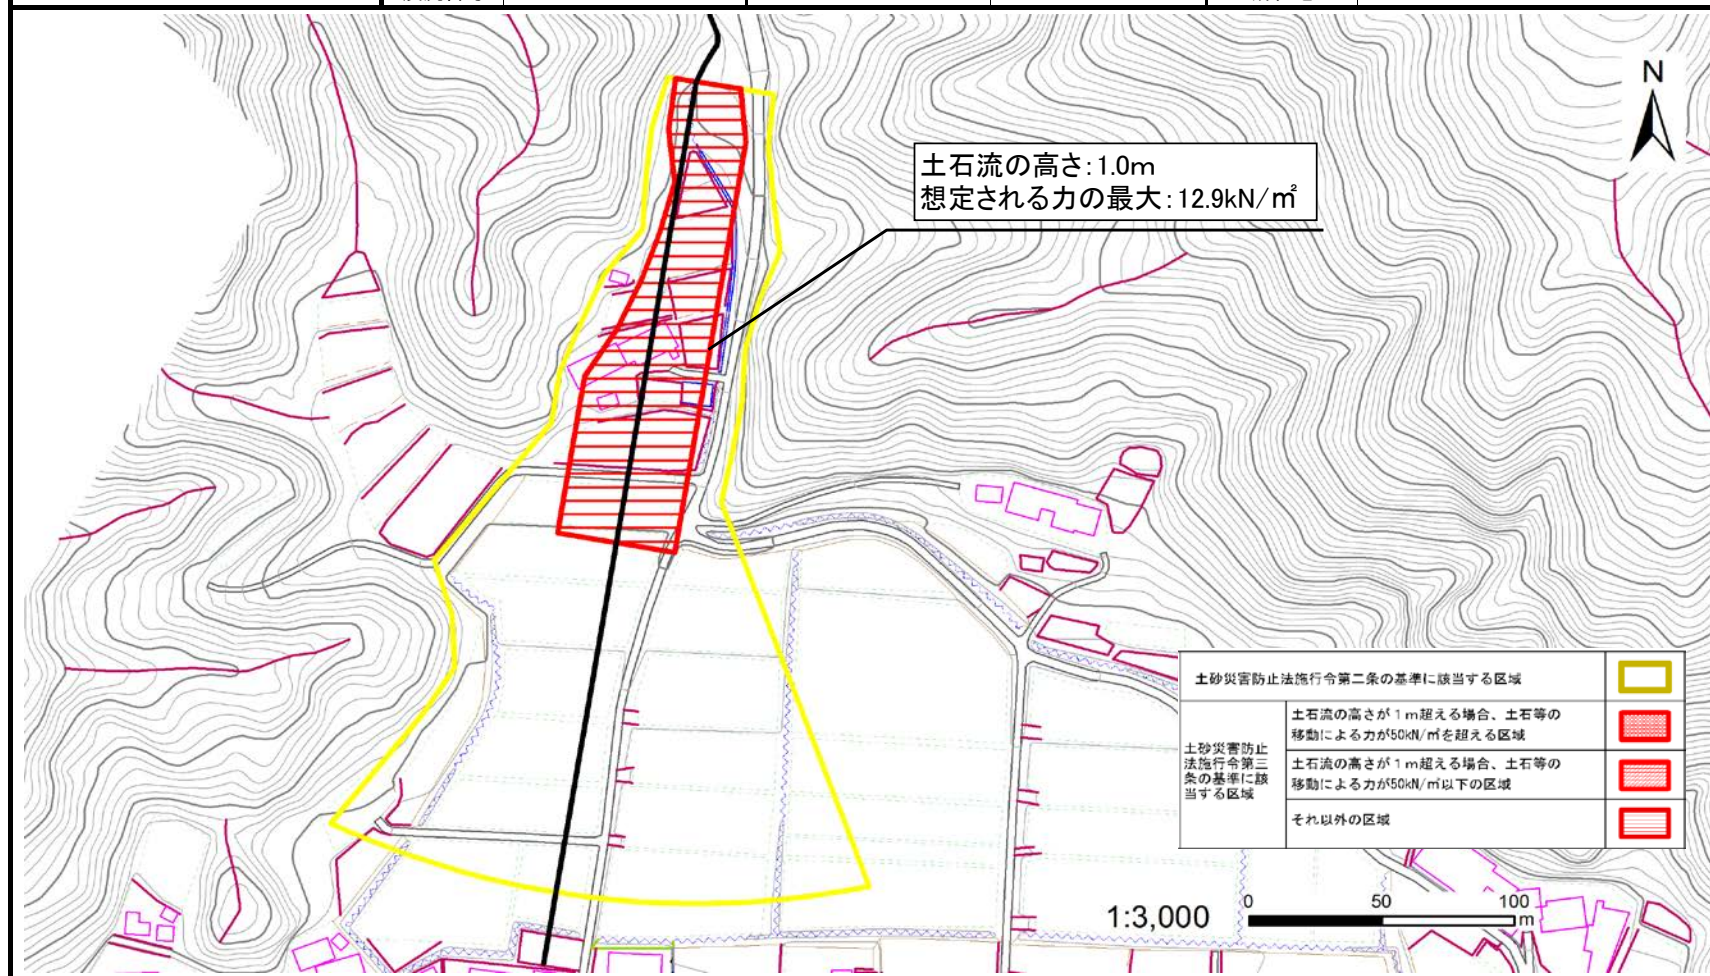 N
土石流の高さ:1.0m
想定される力の最大:12.9kN/㎡
土砂災害防止法施行令第二条の基準に該当する区域
土砂災害防止
法施行令第三
条の基準に該
当する区域
土石流の高さが1m超える場合、土石等の
移動による力が50kN/㎡を超える区域
土石流の高さが1m超える場合、土石等の
移動による力が50kN/㎡以下の区域
それ以外の区域
1:3,000
0 50 100
m